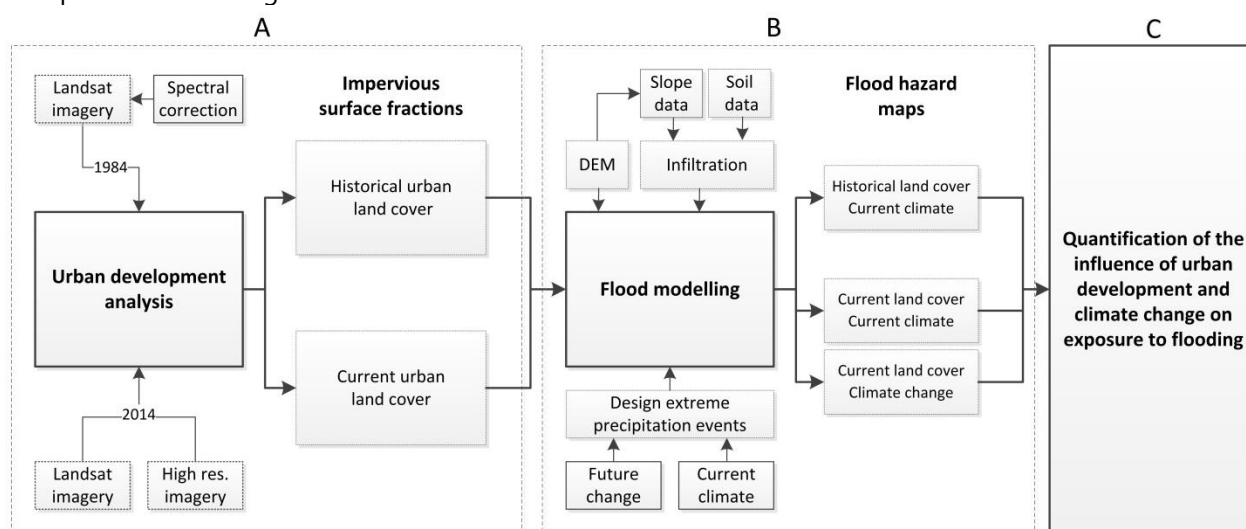 A
B
C
Landsat
imagery
Spectral
correction
Impervious
surface fractions
1984
Historical urban
land cover
Urban development
analysis
Current urban
land cover
2014
Landsat
imagery
High res.
imagery
Slope
data
Soil
data
Flood hazard
maps
DEM
Infiltration
Historical land cover
Current climate
Flood modelling
Current land cover
Current climate
Current land cover
Climate change
Design extreme
precipitation events
Future
change
Current
climate
Quantification of the
influence of urban
development and
climate change on
exposure to flooding